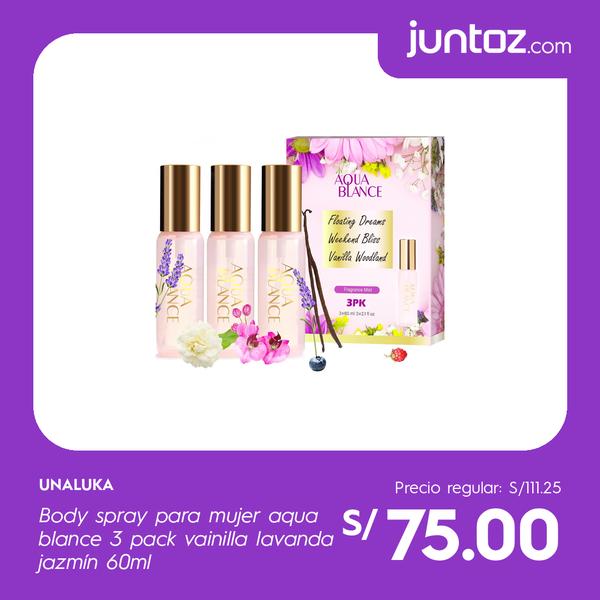 juntoz.com
AQUA
BLANCE
Floating Dreams
Weekend Bliss
Vanilla Woodland
Fragrance Mist
3PK
AQUA
BLANCE
AQUA
BLANCE
AQUA
BLANCE
UNALUKA
Body spray para mujer aqua
blance 3 pack vainilla lavanda
jazmín 60ml
Precio regular: S/111.25
S/75.00